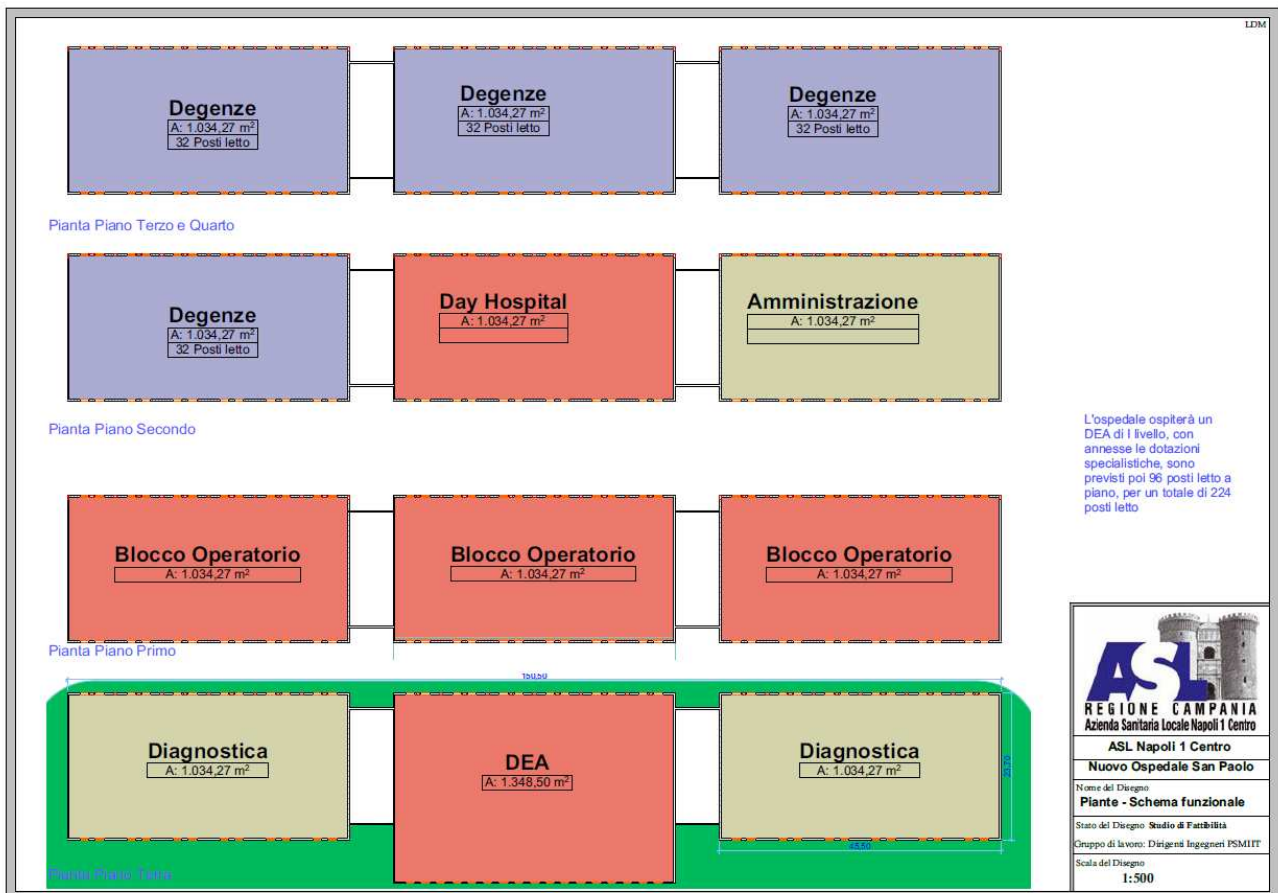 LDM
Degenze
A: 1.034,27 m²
32 Posti letto
Degenze
A: 1.034,27 m²
32 Posti letto
Degenze
A: 1.034,27 m²
32 Posti letto
Pianta Piano Terzo e Quarto
Degenze
A: 1.034,27 m²
32 Posti letto
Day Hospital
A: 1.034,27 m²
Amministrazione
A: 1.034,27 m²
Pianta Piano Secondo
L'ospedale ospiterà un
DEA di I livello, con
annesse le dotazioni
specialistiche, sono
previsti poi 96 posti letto a
piano, per un totale di 224
posti letto
Blocco Operatorio
A: 1.034,27 m²
Blocco Operatorio
A: 1.034,27 m²
Blocco Operatorio
A: 1.034,27 m²
Pianta Piano Primo
150,50
Diagnostica
A: 1.034,27 m²
DEA
A: 1.348,50 m²
Diagnostica
A: 1.034,27 m²
23,70
45,50
Pianta Piano Terra
ASL
REGIONE CAMPANIA
Azienda Sanitaria Locale Napoli 1 Centro
ASL Napoli 1 Centro
Nuovo Ospedale San Paolo
Nome del Disegno
Piante - Schema funzionale
Stato del Disegno Studio di Fattibilità
Gruppo di lavoro: Dirigenti Ingegneri PSMIIT
Scala del Disegno
1:500